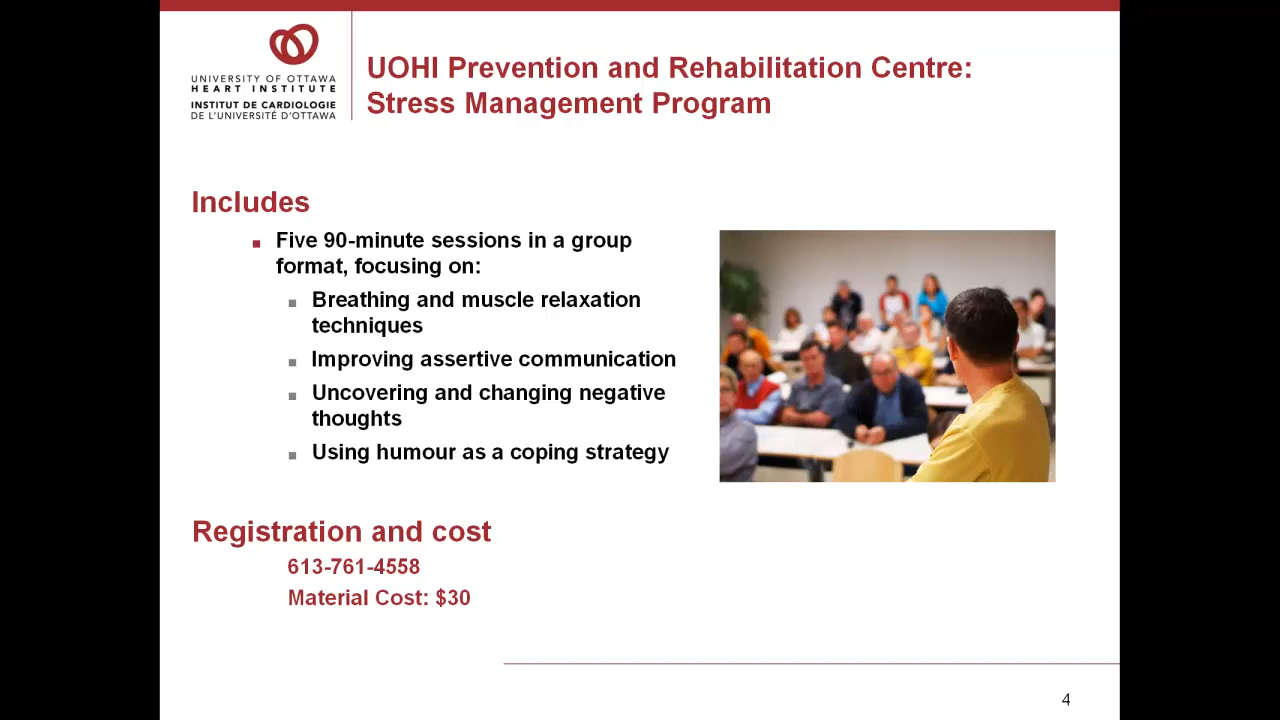 UNIVERSITY OF OTTAWA
HEART INSTITUTE
INSTITUT DE CARDIOLOGIE
DE L'UNIVERSITÉ D'OTTAWA
UOHI Prevention and Rehabilitation Centre:
Stress Management Program
Includes
Five 90-minute sessions in a group
format, focusing on:
Breathing and muscle relaxation
techniques
Improving assertive communication
Uncovering and changing negative
thoughts
Using humour as a coping strategy
Registration and cost
613-761-4558
Material Cost: $30
4